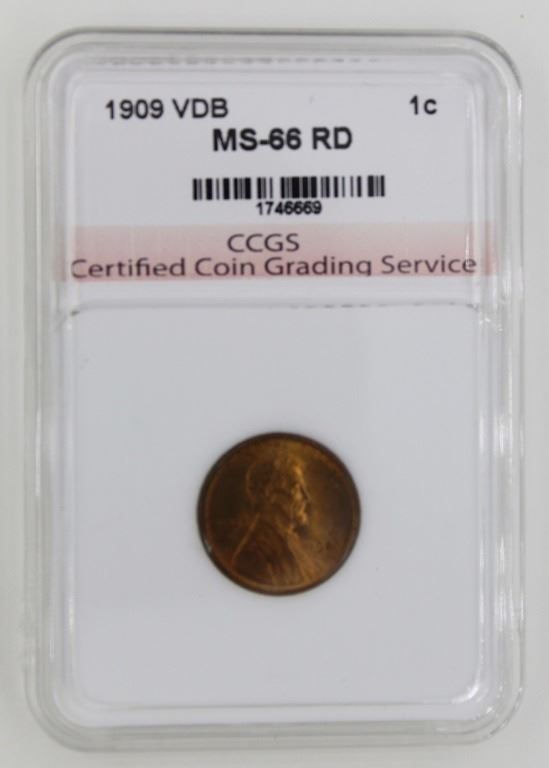 1909 VDB 1c
MS-66 RD
1746669
CCGS
Certified Coin Grading Service